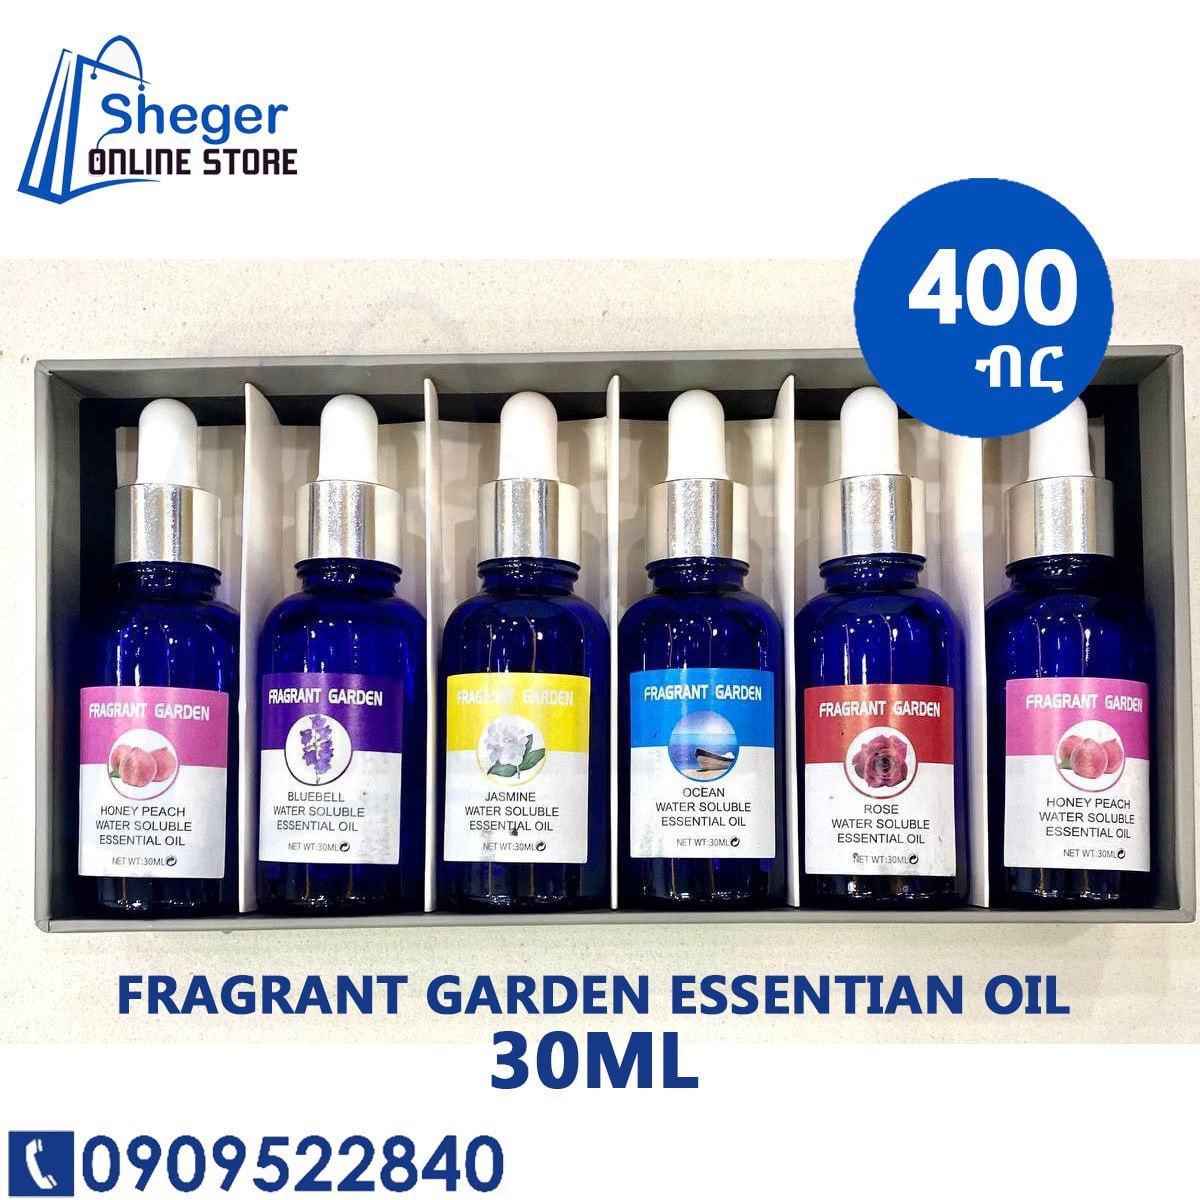 Sheger
ONLINE STORE
400
ብር
FRAGRANT GARDEN
HONEY PEACH
WATER SOLUBLE
ESSENTIAL OIL
NET WT:30ML
FRAGRANT GARDEN
BLUEBELL
WATER SOLUBLE
ESSENTIAL OIL
NET WT:30ML
FRAGRANT GARDEN
JASMINE
WATER SOLUBLE
ESSENTIAL OIL
NET WT:30ML
FRAGRANT GARDEN
OCEAN
WATER SOLUBLE
ESSENTIAL OIL
NET WT:30ML
FRAGRANT GARDEN
ROSE
WATER SOLUBLE
ESSENTIAL OIL
NET WT:30ML
FRAGRANT GARDEN
HONEY PEACH
WATER SOLUBLE
ESSENTIAL OIL
NET WT:30ML
FRAGRANT GARDEN ESSENTIAN OIL
30ML
0909522840